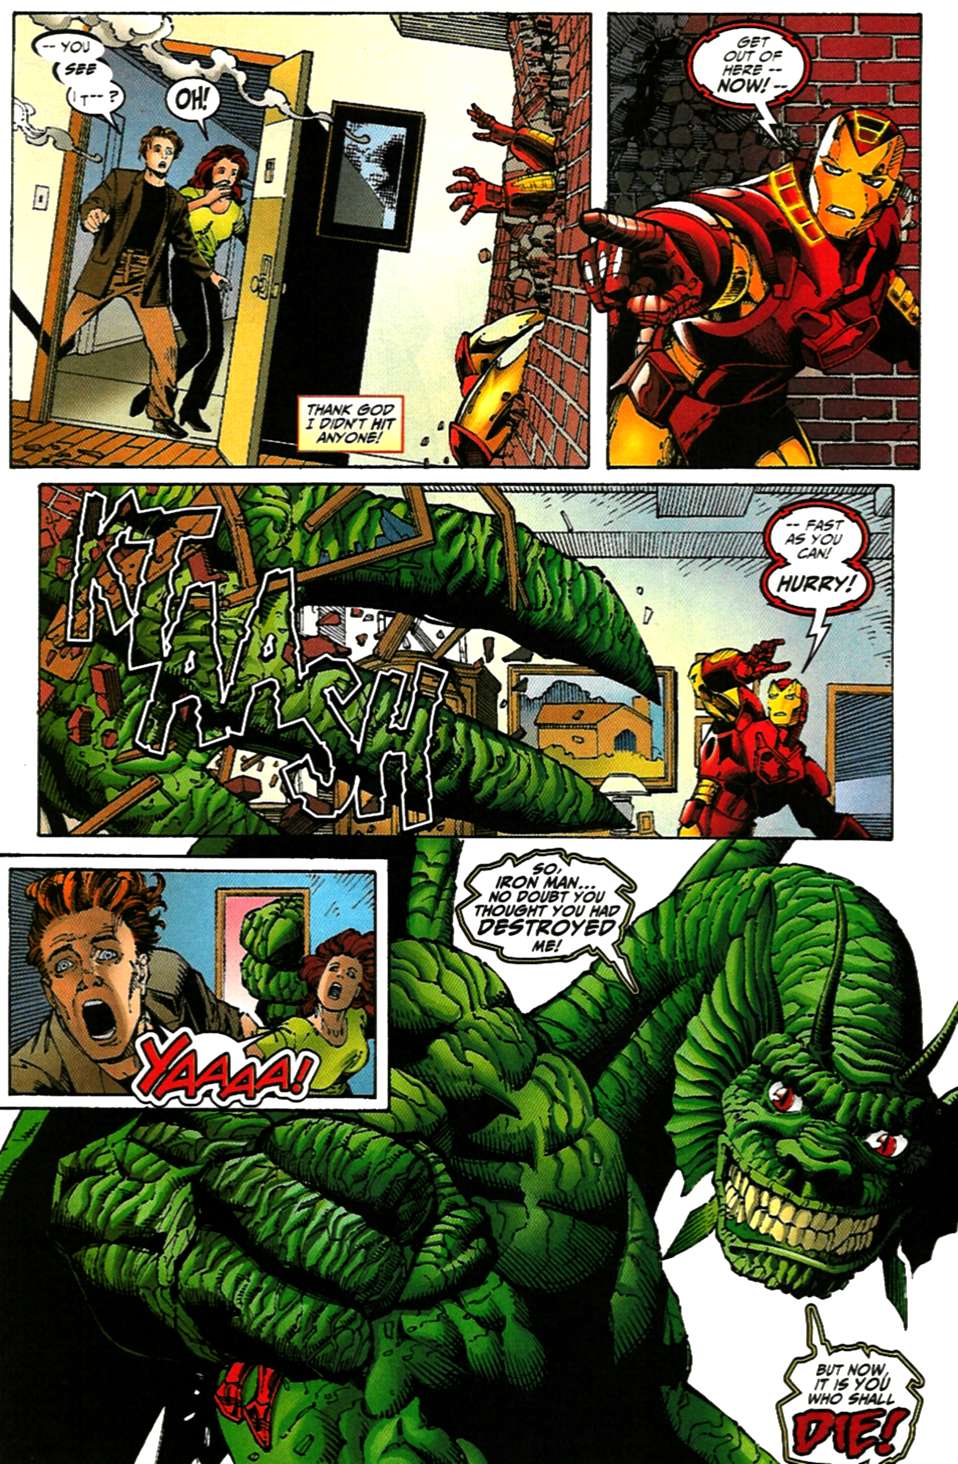 -- YOU
SEE
IT-- ?
OH!
THANK GOD
I DIDN'T HIT
ANYONE!
GET
OUT OF
HERE --
NOW! --
-- FAST
AS YOU
CAN!
HURRY!
KTAAASH
YAAAA!
SO,
IRON MAN...
NO DOUBT YOU
THOUGHT YOU HAD
DESTROYED
ME!
BUT NOW,
IT IS YOU
WHO SHALL
DIE!